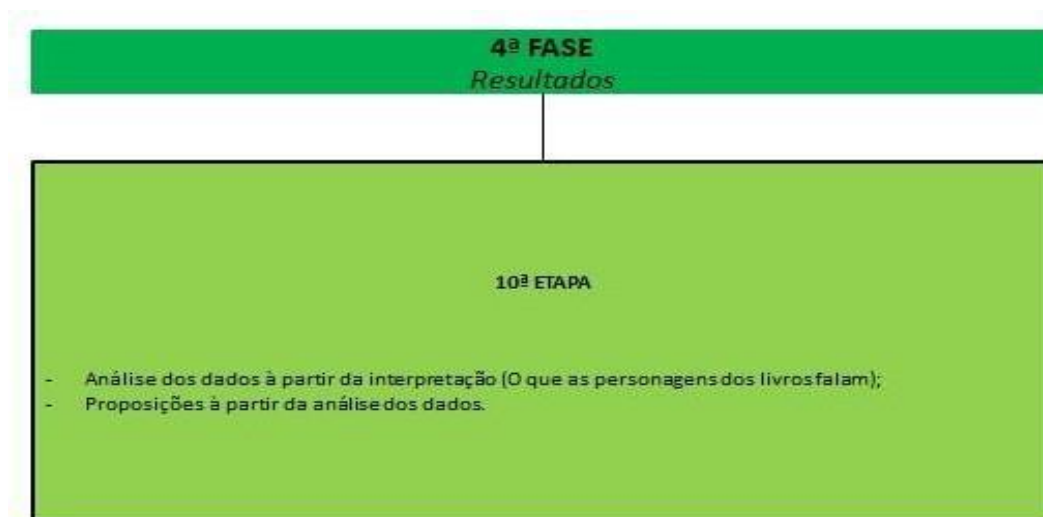 4ª FASE
Resultados
10ª ETAPA
- Análise dos dados à partir da interpretação (O que as personagens dos livros falam);
- Proposições à partir da análise dos dados.